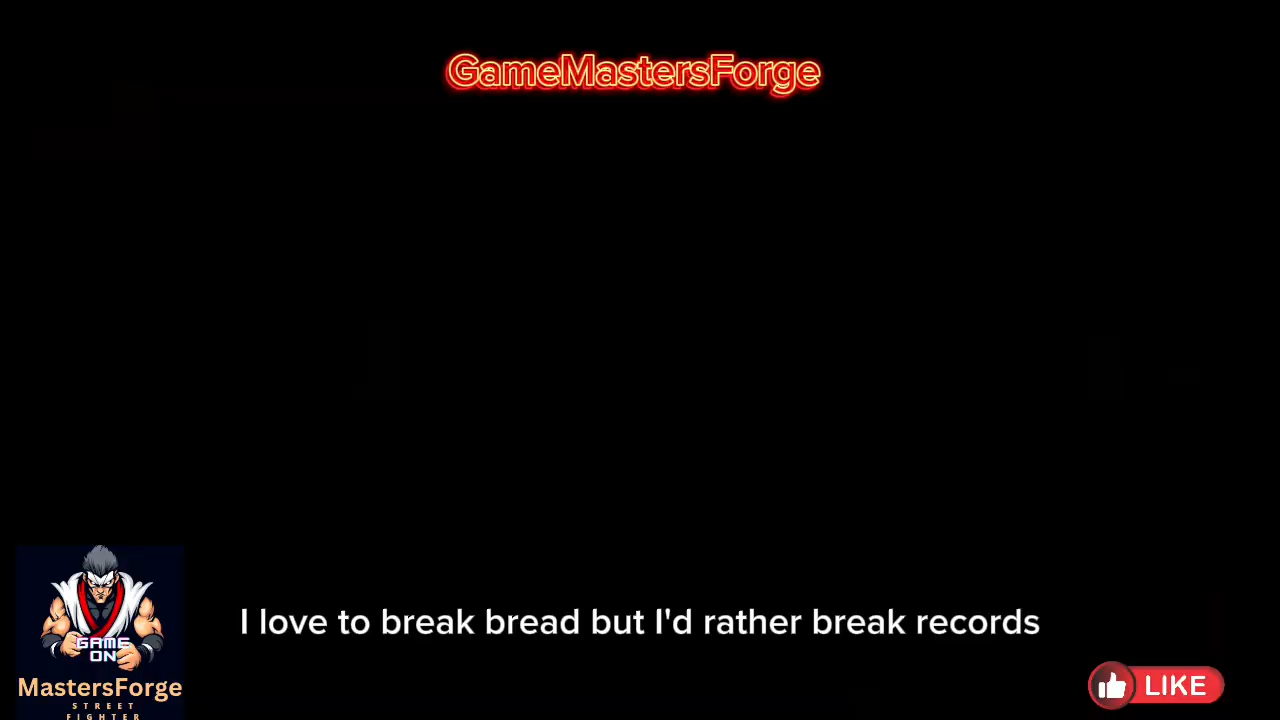 GameMastersForge
I love to break bread but I'd rather break records
GAME
ON
MastersForge
STREET
FIGHTER
LIKE